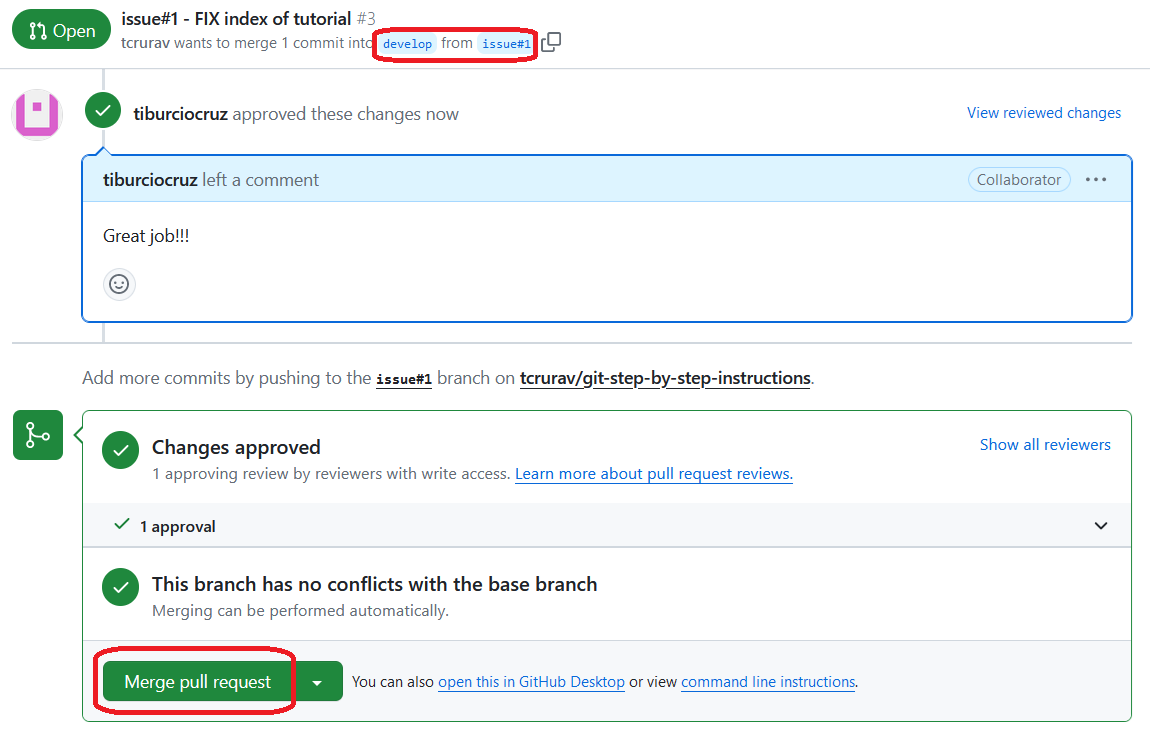 Open
issue#1 - FIX index of tutorial #3
tcrurav wants to merge 1 commit into develop from issue#1
tiburciocruz approved these changes now
View reviewed changes
tiburciocruz left a comment
Collaborator
Great job!!!
Add more commits by pushing to the issue#1 branch on tcrurav/git-step-by-step-instructions.
Changes approved
Show all reviewers
1 approving review by reviewers with write access. Learn more about pull request reviews.
1 approval
This branch has no conflicts with the base branch
Merging can be performed automatically.
Merge pull request
You can also open this in GitHub Desktop or view command line instructions.